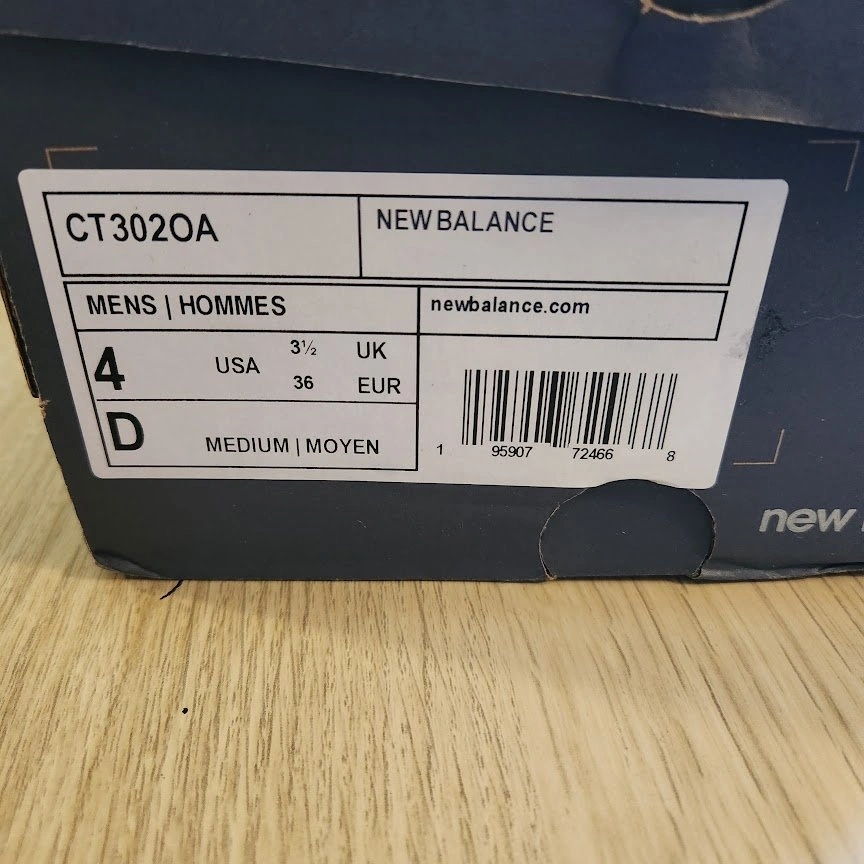 CT302OA
NEW BALANCE
MENS | HOMMES
newbalance.com
4 USA 3½ UK
36 EUR
D MEDIUM | MOYEN
1 95907 72466 8
new